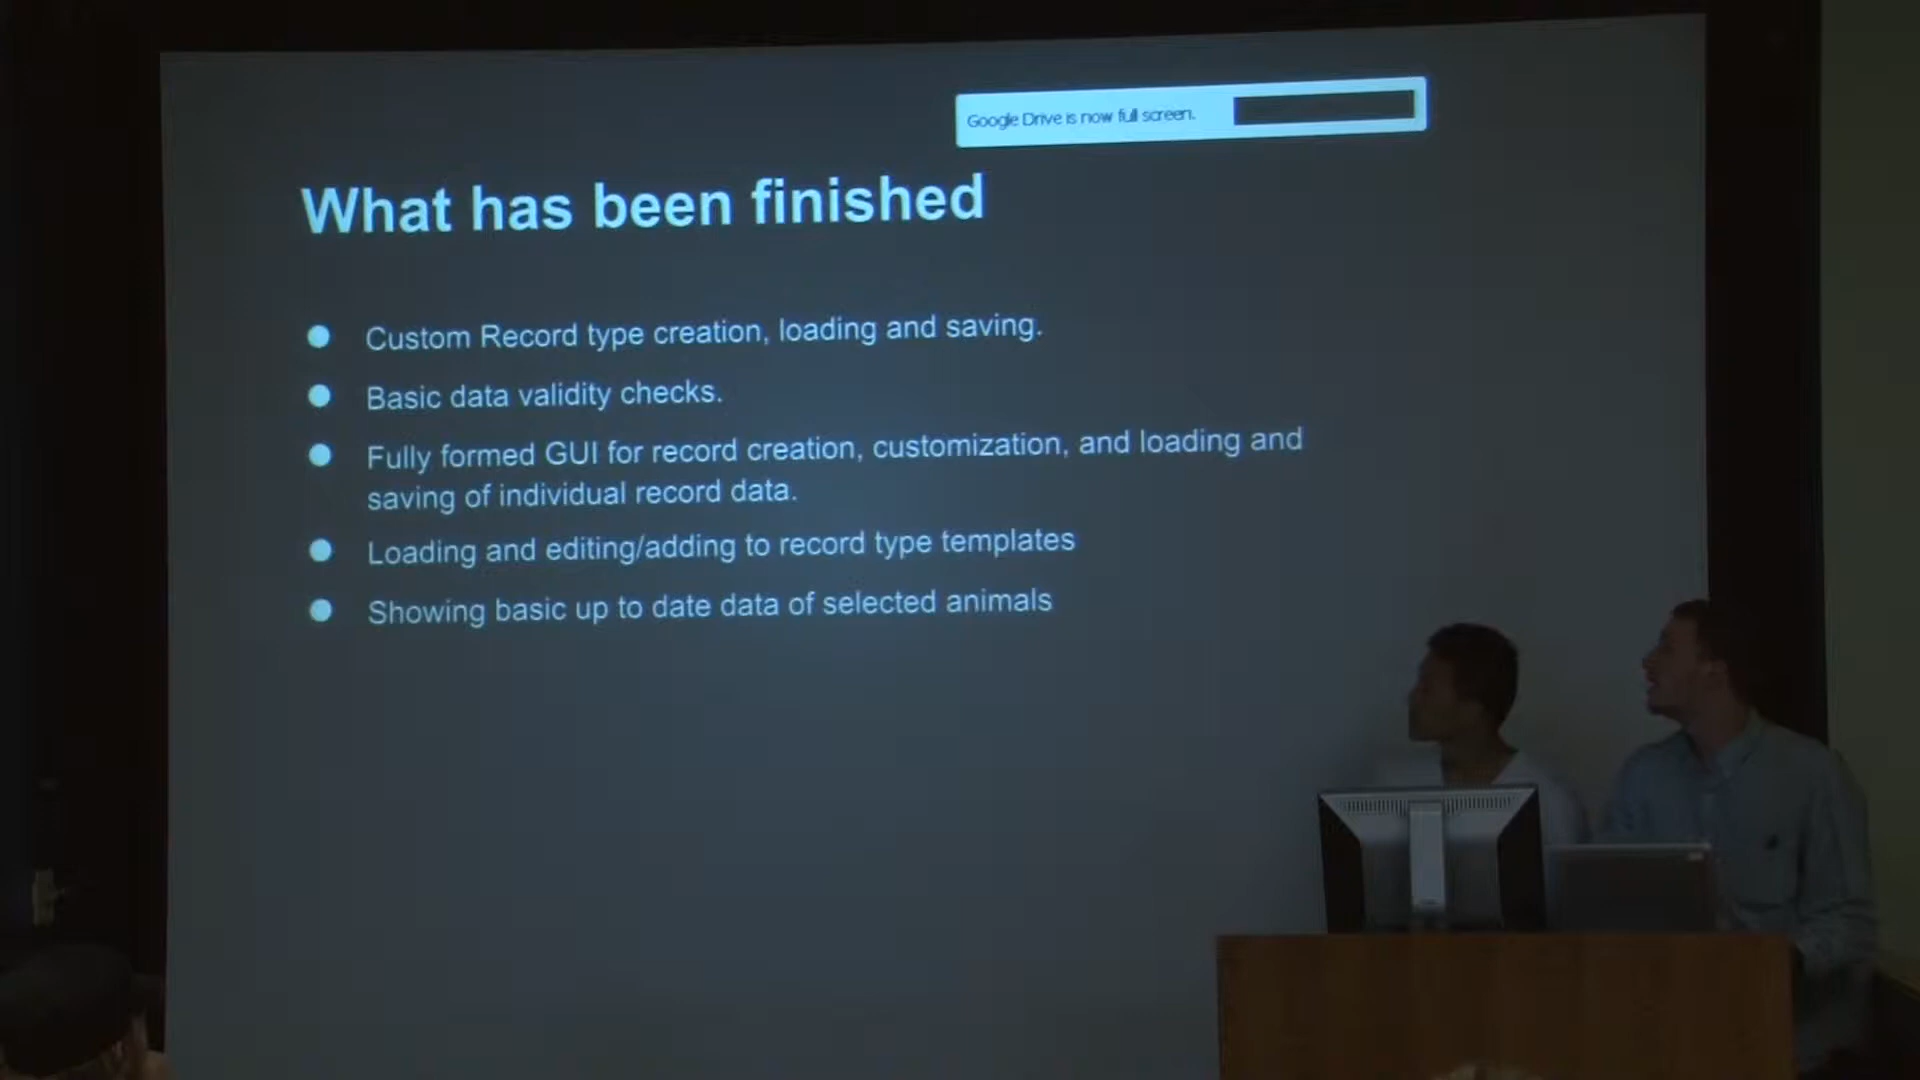 Google Drive is now full screen.
What has been finished
Custom Record type creation, loading and saving.
Basic data validity checks.
Fully formed GUI for record creation, customization, and loading and
saving of individual record data.
Loading and editing/adding to record type templates
Showing basic up to date data of selected animals